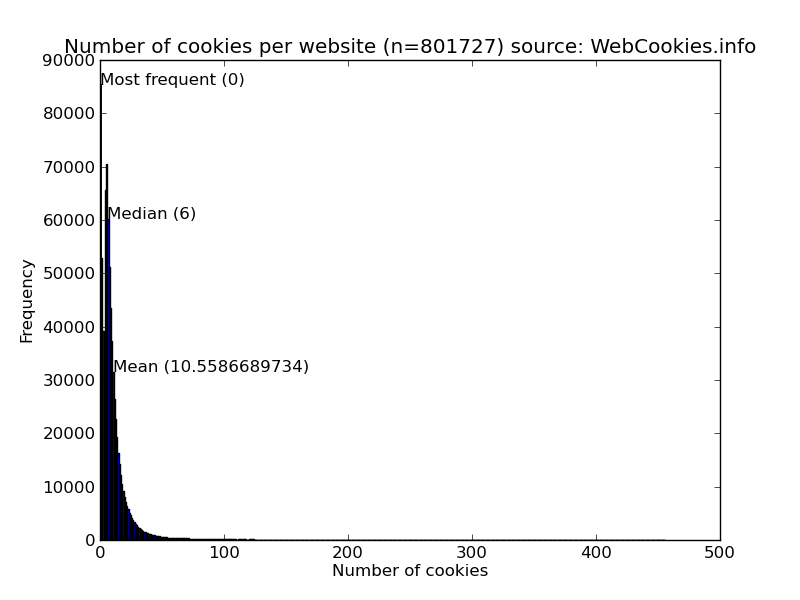 Number of cookies per website (n=801727) source: WebCookies.info
90000
Most frequent (0)
80000
70000
Median (6)
60000
50000
Frequency
40000
Mean (10.5586689734)
30000
20000
10000
0
0 100 200 300 400 500
Number of cookies